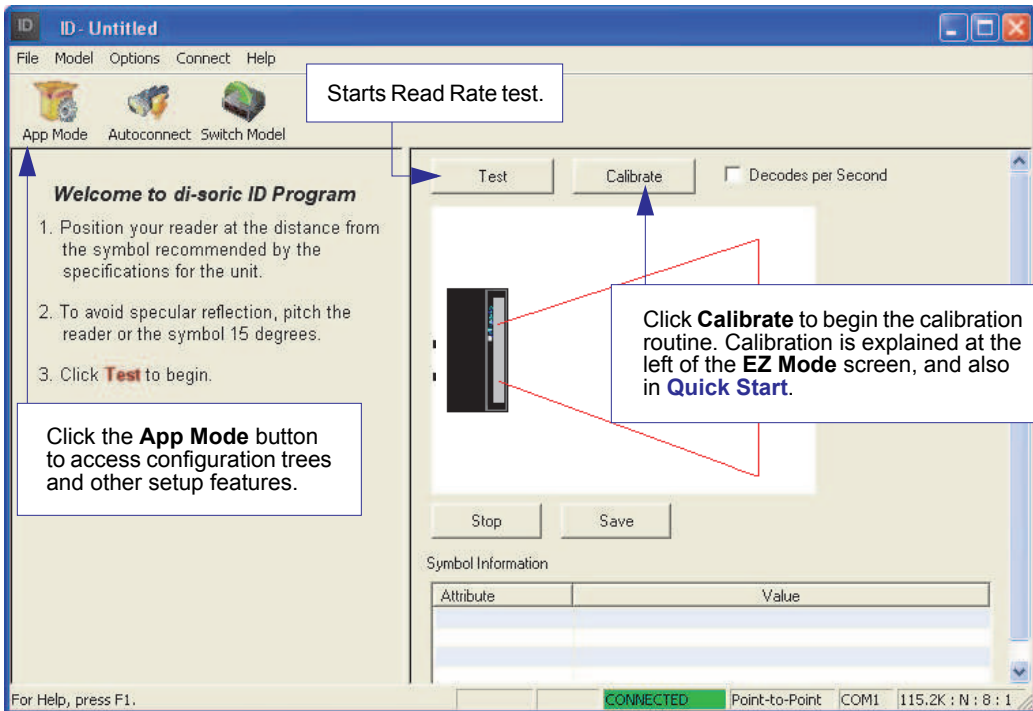 ID
ID - Untitled
File Model Options Connect Help
App Mode Autoconnect Switch Model
Starts Read Rate test.
Welcome to di-soric ID Program
1. Position your reader at the distance from
the symbol recommended by the
specifications for the unit.
2. To avoid specular reflection, pitch the
reader or the symbol 15 degrees.
3. Click Test to begin.
Click the App Mode button
to access configuration trees
and other setup features.
Test Calibrate Decodes per Second
Click Calibrate to begin the calibration
routine. Calibration is explained at the
left of the EZ Mode screen, and also
in Quick Start.
Stop Save
Symbol Information
Attribute Value
For Help, press F1.
CONNECTED Point-to-Point COM1 115.2K : N : 8 : 1